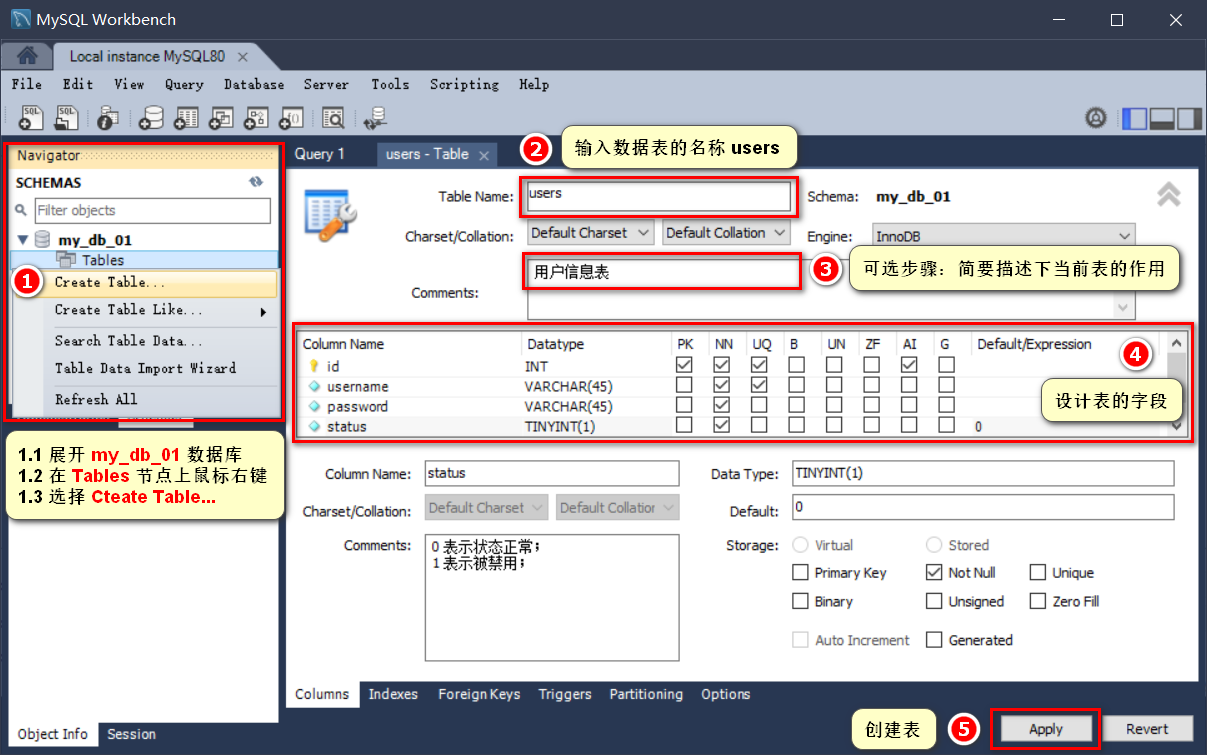 MySQL Workbench
Local instance MySQL80
File Edit View Query Database Server Tools Scripting Help
Navigator
SCHEMAS
Filter objects
my_db_01
Tables
1
Create Table...
Create Table Like...
Search Table Data...
Table Data Import Wizard
Refresh All
1.1 展开 my_db_01 数据库
1.2 在 Tables 节点上鼠标右键
1.3 选择 Cteate Table...
Object Info Session
Query 1
users - Table
2
输入数据表的名称 users
Table Name: users
Schema: my_db_01
Charset/Collation: Default Charset Default Collation
Engine: InnoDB
用户信息表
3
可选步骤：简要描述下当前表的作用
Comments:
Column Name Datatype PK NN UQ B UN ZF AI G Default/Expression
id INT
username VARCHAR(45)
password VARCHAR(45)
status TINYINT(1) 0
4
设计表的字段
Column Name: status
Data Type: TINYINT(1)
Charset/Collation: Default Charset Default Collation
Default: 0
Comments: 0 表示状态正常；
1 表示被禁用；
Storage: Virtual Stored
Primary Key Not Null Unique
Binary Unsigned Zero Fill
Auto Increment Generated
Columns Indexes Foreign Keys Triggers Partitioning Options
创建表
5
Apply Revert